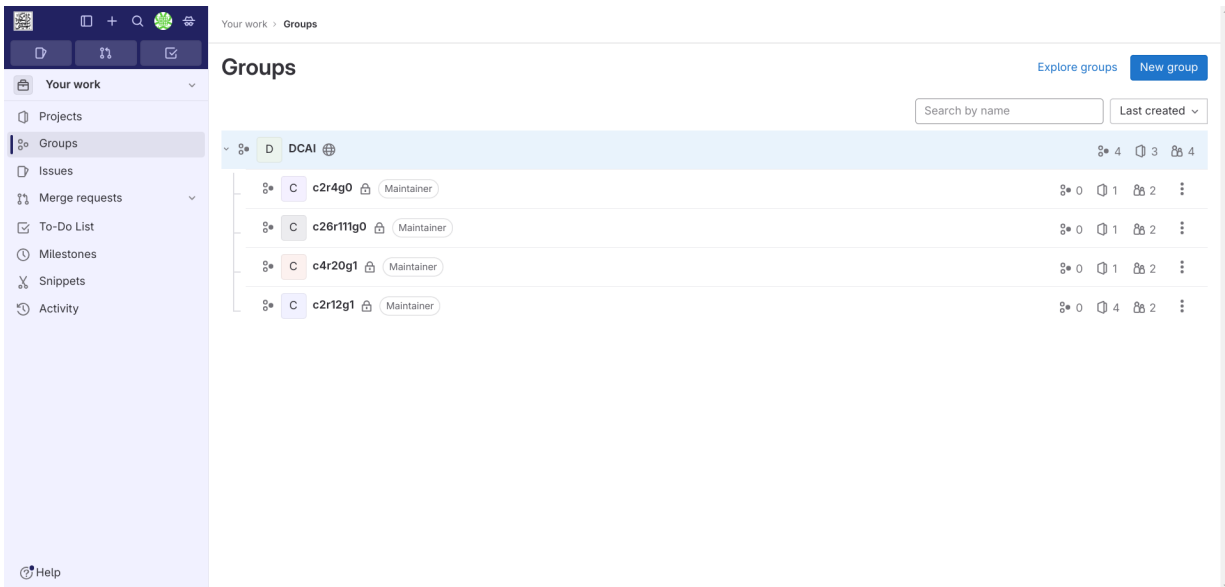 Your work > Groups
Your work
Projects
Groups
Issues
Merge requests
To-Do List
Milestones
Snippets
Activity
Help
Groups
Explore groups
New group
Search by name
Last created
D DCAI 4 3 4
C c2r4g0 Maintainer 0 1 2
C c26r111g0 Maintainer 0 1 2
C c4r20g1 Maintainer 0 1 2
C c2r12g1 Maintainer 0 4 2